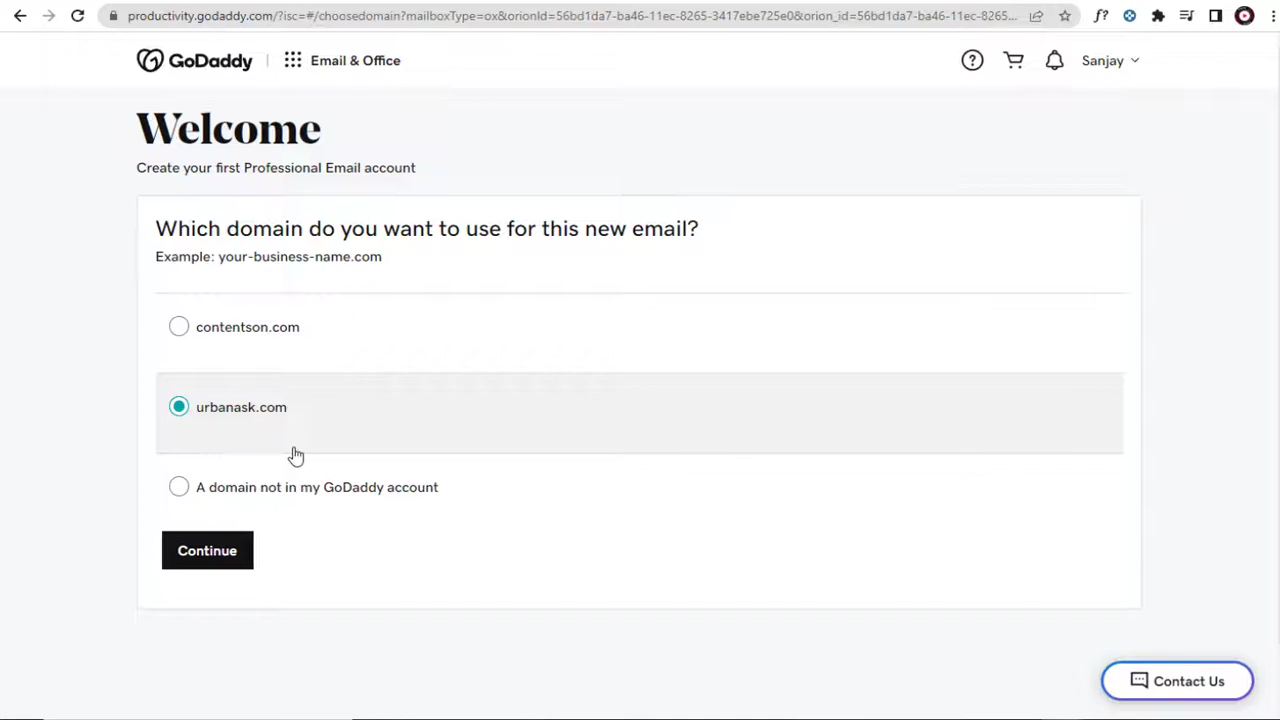 productivity.godaddy.com/?isc=#/choosedomain?mailboxType=ox&orionId=56bd1da7-ba46-11ec-8265-3417ebe725e0&orion_id=56bd1da7-ba46-11ec-8265...
GoDaddy
Email & Office
Sanjay
Welcome
Create your first Professional Email account
Which domain do you want to use for this new email?
Example: your-business-name.com
contentson.com
urbanask.com
A domain not in my GoDaddy account
Continue
Contact Us